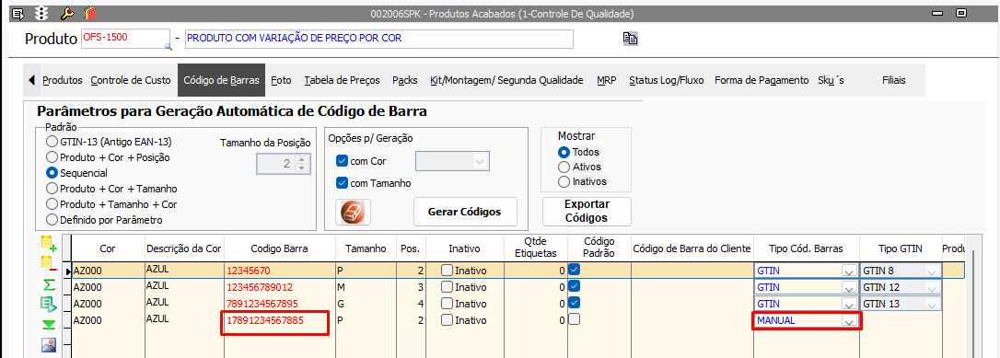 002006SPK - Produtos Acabados (1-Controle De Qualidade)
Produto OFS-1500 - PRODUTO COM VARIAÇÃO DE PREÇO POR COR
Produtos Controle de Custo Código de Barras Foto Tabela de Preços Packs Kit/Montagem/ Segunda Qualidade MRP Status Log/Fluxo Forma de Pagamento Sku´s Filiais
Parâmetros para Geração Automática de Código de Barra
Padrão
GTIN-13 (Antigo EAN-13)
Produto + Cor + Posição
Sequencial
Produto + Cor + Tamanho
Produto + Tamanho + Cor
Definido por Parâmetro
Tamanho da Posição
2
Opções p/ Geração
com Cor
com Tamanho
Gerar Códigos
Mostrar
Todos
Ativos
Inativos
Exportar
Códigos
Cor Descrição da Cor Codigo Barra Tamanho Pos. Inativo Qtde Etiquetas Código Padrão Código de Barra do Cliente Tipo Cód. Barras Tipo GTIN Produ
AZ000 AZUL 12345670 P 2 Inativo 0 GTIN GTIN 8
AZ000 AZUL 123456789012 M 3 Inativo 0 GTIN GTIN 12
AZ000 AZUL 7891234567895 G 4 Inativo 0 GTIN GTIN 13
AZ000 AZUL 17891234567885 P 2 Inativo 0 MANUAL